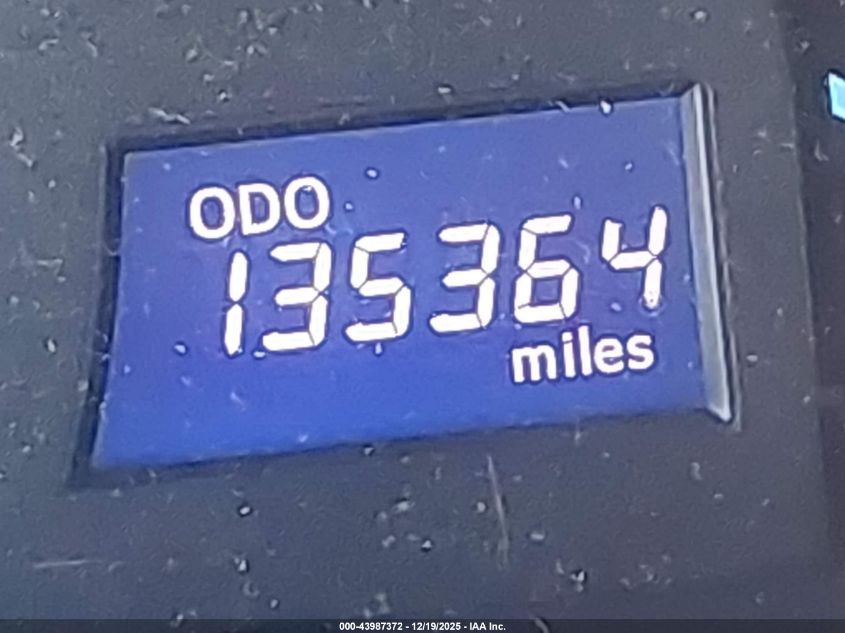 ODO
135364
miles
000-43987372 - 12/19/2025 - IAA Inc.